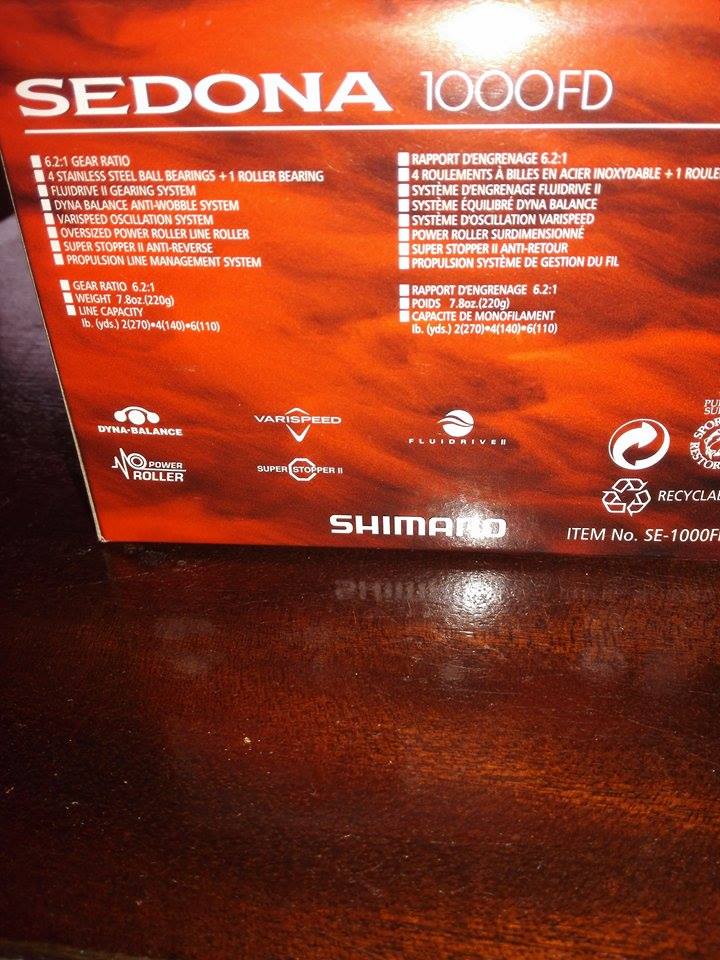 SEDONA 1000FD
6.2:1 GEAR RATIO
4 STAINLESS STEEL BALL BEARINGS + 1 ROLLER BEARING
FLUIDRIVE II GEARING SYSTEM
DYNA BALANCE ANTI-WOBBLE SYSTEM
VARISPEED OSCILLATION SYSTEM
OVERSIZED POWER ROLLER LINE ROLLER
SUPER STOPPER II ANTI-REVERSE
PROPULSION LINE MANAGEMENT SYSTEM
GEAR RATIO 6.2:1
WEIGHT 7.8oz.(220g)
LINE CAPACITY
lb. (yds.) 2(270)•4(140)•6(110)
RAPPORT D'ENGRENAGE 6.2:1
4 ROULEMENTS À BILLES EN ACIER INOXYDABLE + 1 ROULE
SYSTÈME D'ENGRENAGE FLUIDRIVE II
SYSTÈME ÉQUILIBRÉ DYNA BALANCE
SYSTÈME D'OSCILLATION VARISPEED
POWER ROLLER SURDIMENSIONNÉ
SUPER STOPPER II ANTI-RETOUR
PROPULSION SYSTÈME DE GESTION DU FIL
RAPPORT D'ENGRENAGE 6.2:1
POIDS 7.8oz.(220g)
CAPACITE DE MONOFILAMENT
lb. (yds.) 2(270)•4(140)•6(110)
DYNA-BALANCE
VARISPEED
FLUIDRIVE II
POWER
ROLLER
SUPER STOPPER II
RECYCLAB
SHIMANO
ITEM No. SE-1000F